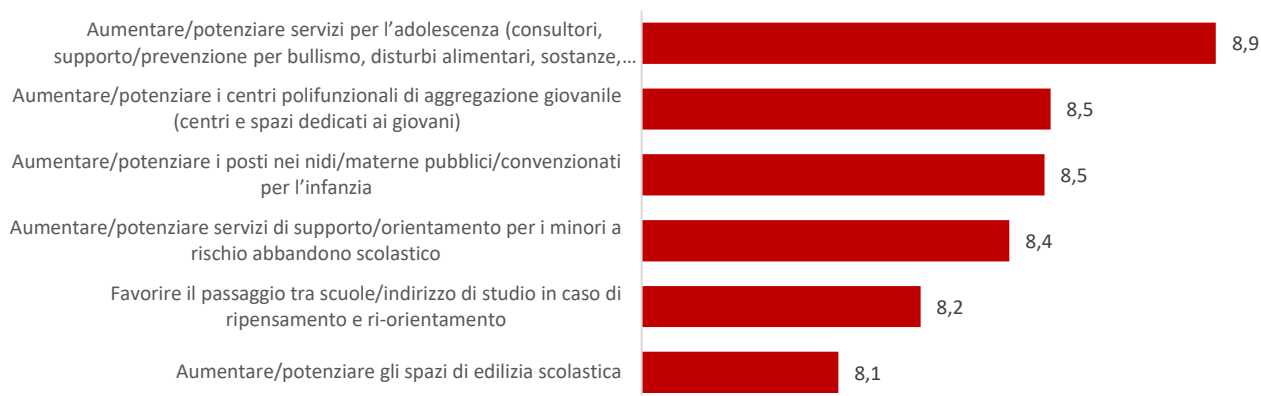 Aumentare/potenziare servizi per l’adolescenza (consultori,
supporto/prevenzione per bullismo, disturbi alimentari, sostanze,…
8,9
Aumentare/potenziare i centri polifunzionali di aggregazione giovanile
(centri e spazi dedicati ai giovani)
8,5
Aumentare/potenziare i posti nei nidi/materne pubblici/convenzionati
per l’infanzia
8,5
Aumentare/potenziare servizi di supporto/orientamento per i minori a
rischio abbandono scolastico
8,4
Favorire il passaggio tra scuole/indirizzo di studio in caso di
ripensamento e ri-orientamento
8,2
Aumentare/potenziare gli spazi di edilizia scolastica
8,1